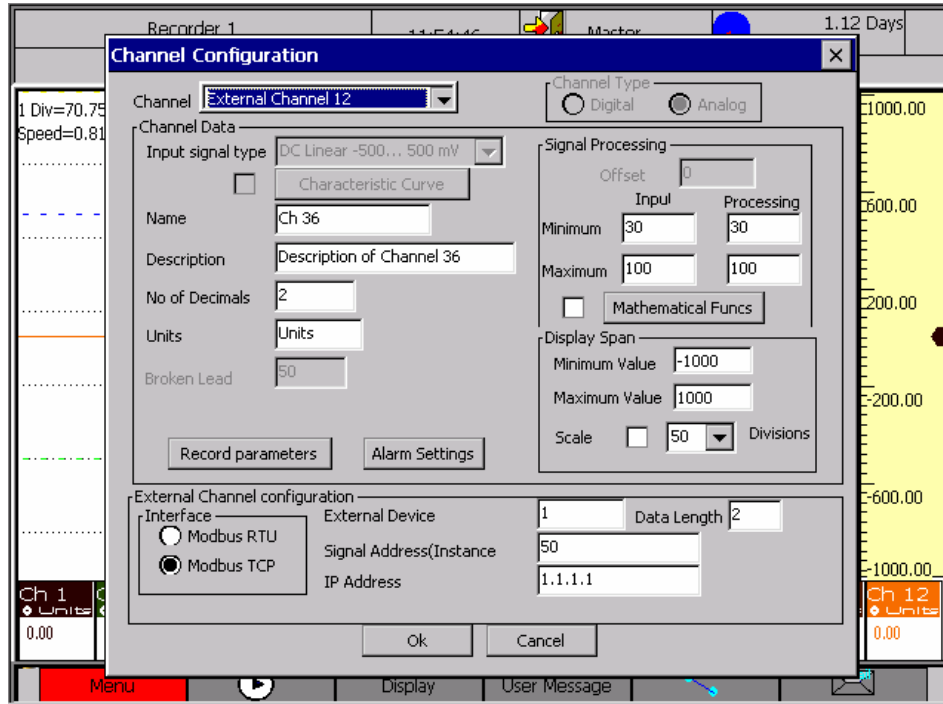 Recorder 1
Master
1.12 Days
Channel Configuration
1 Div=70.75
Speed=0.81
Channel
External Channel 12
Channel Type
Digital
Analog
Channel Data
Input signal type
DC Linear -500... 500 mV
Characteristic Curve
Name
Ch 36
Description
Description of Channel 36
No of Decimals
2
Units
Units
Broken Lead
50
Record parameters
Alarm Settings
Signal Processing
Offset
0
Input
Processing
Minimum
30
30
Maximum
100
100
Mathematical Funcs
Display Span
Minimum Value
-1000
Maximum Value
1000
Scale
50
Divisions
External Channel configuration
Interface
Modbus RTU
Modbus TCP
External Device
1
Data Length
2
Signal Address(Instance
50
IP Address
1.1.1.1
Ok
Cancel
1000.00
600.00
200.00
-200.00
-600.00
-1000.00
Ch 1
Units
0.00
Ch 12
Units
0.00
Menu
Display
User Message